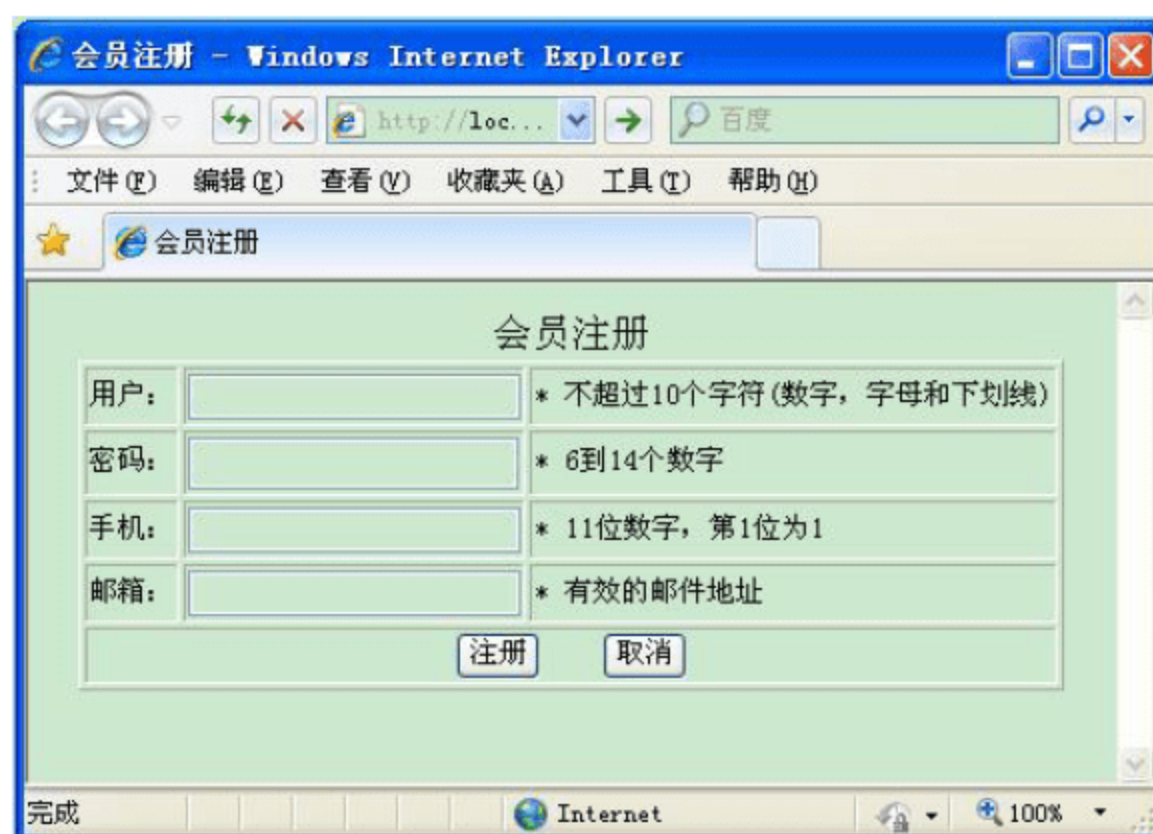 会员注册 - Windows Internet Explorer
http://loc... 百度
文件(F) 编辑(E) 查看(V) 收藏夹(A) 工具(T) 帮助(H)
会员注册
会员注册
用户： * 不超过10个字符(数字，字母和下划线)
密码： * 6到14个数字
手机： * 11位数字，第1位为1
邮箱： * 有效的邮件地址
注册 取消
完成 Internet 100%